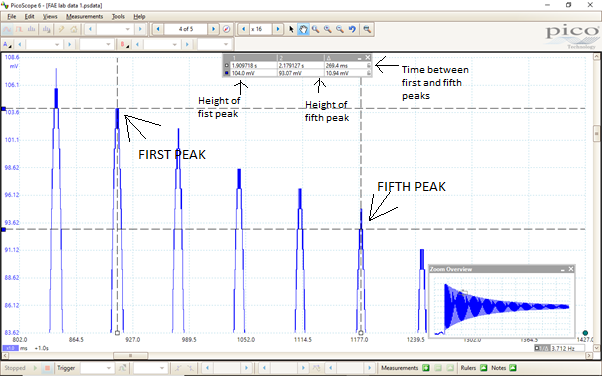 PicoScope 6 - [FAE lab data 1.psdata]
File Edit Views Measurements Tools Help
4 of 5
x 16
pico
Technology
108.6
mV
106.1
103.6
101.1
98.62
96.12
93.62
91.12
88.62
86.12
83.62
1 2 Δ
1.909718 s 2.179127 s 269.4 ms
104.0 mV 93.07 mV 10.94 mV
Height of
fist peak
Height of
fifth peak
Time between
first and fifth
peaks
FIRST PEAK
FIFTH PEAK
Zoom Overview
3.712 Hz
802.0 864.5 927.0 989.5 1052.0 1114.5 1177.0 1239.5 1302.0 1364.5 1427.0
ms +1.0s
Stopped Trigger Measurements Rulers Notes